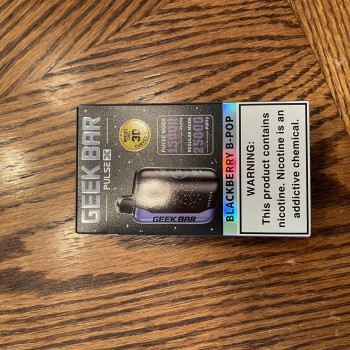 GEEK BAR
PULSE X
3D
PULSE MODE
15000
REGULAR MODE
25000
GEEK BAR
BLACKBERRY B-POP
WARNING:
This product contains
nicotine. Nicotine is an
addictive chemical.